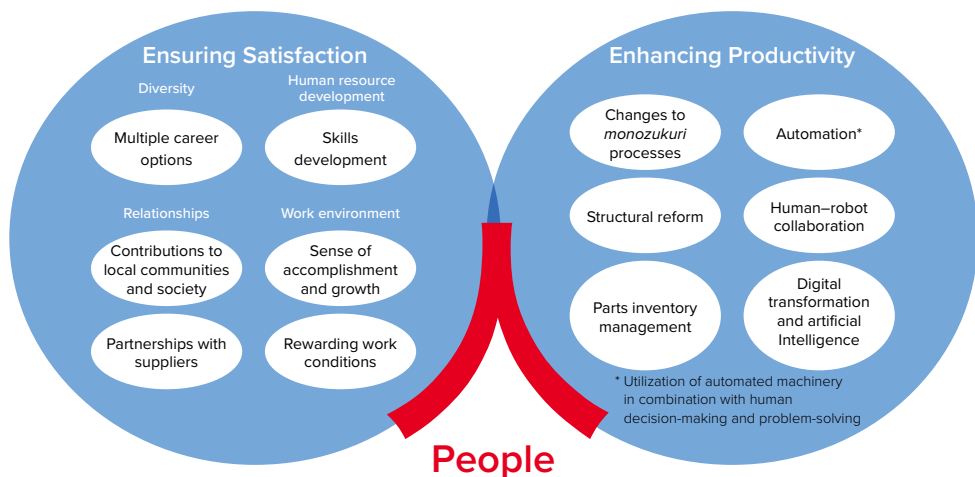 Ensuring Satisfaction
Diversity
Human resource
development
Multiple career
options
Skills
development
Relationships
Work environment
Contributions to
local communities
and society
Sense of
accomplishment
and growth
Partnerships with
suppliers
Rewarding work
conditions
Enhancing Productivity
Changes to
monozukuri
processes
Automation*
Structural reform
Human–robot
collaboration
Parts inventory
management
Digital
transformation
and artificial
Intelligence
* Utilization of automated machinery
in combination with human
decision-making and problem-solving
People